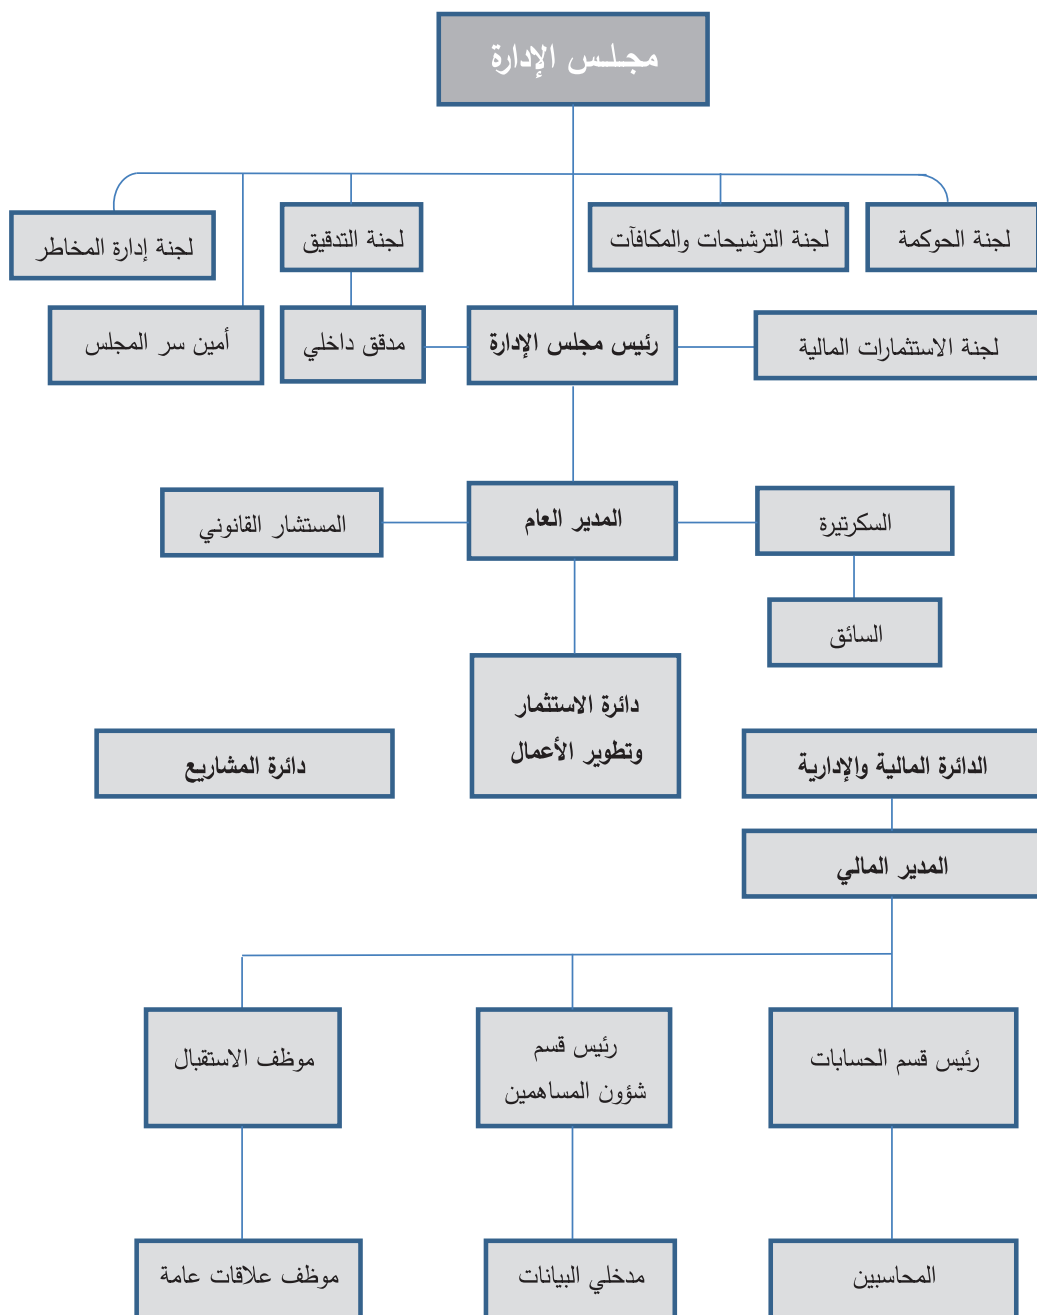 مجلس الإدارة
لجنة الحوكمة
لجنة الترشيحات والمكافآت
لجنة التدقيق
لجنة إدارة المخاطر
لجنة الاستثمارات المالية
رئيس مجلس الإدارة
مدقق داخلي
أمين سر المجلس
السكرتيرة
المدير العام
المستشار القانوني
السائق
دائرة الاستثمار
وتطوير الأعمال
الدائرة المالية والإدارية
دائرة المشاريع
المدير المالي
رئيس قسم الحسابات
رئيس قسم
شؤون المساهمين
موظف الاستقبال
المحاسبين
مدخلي البيانات
موظف علاقات عامة